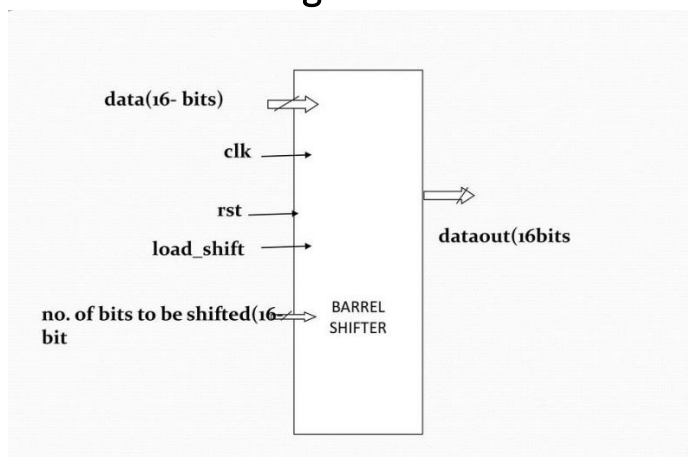 data(16- bits)
clk
rst
load_shift
dataout(16bits
no. of bits to be shifted(16-
bit
BARREL
SHIFTER